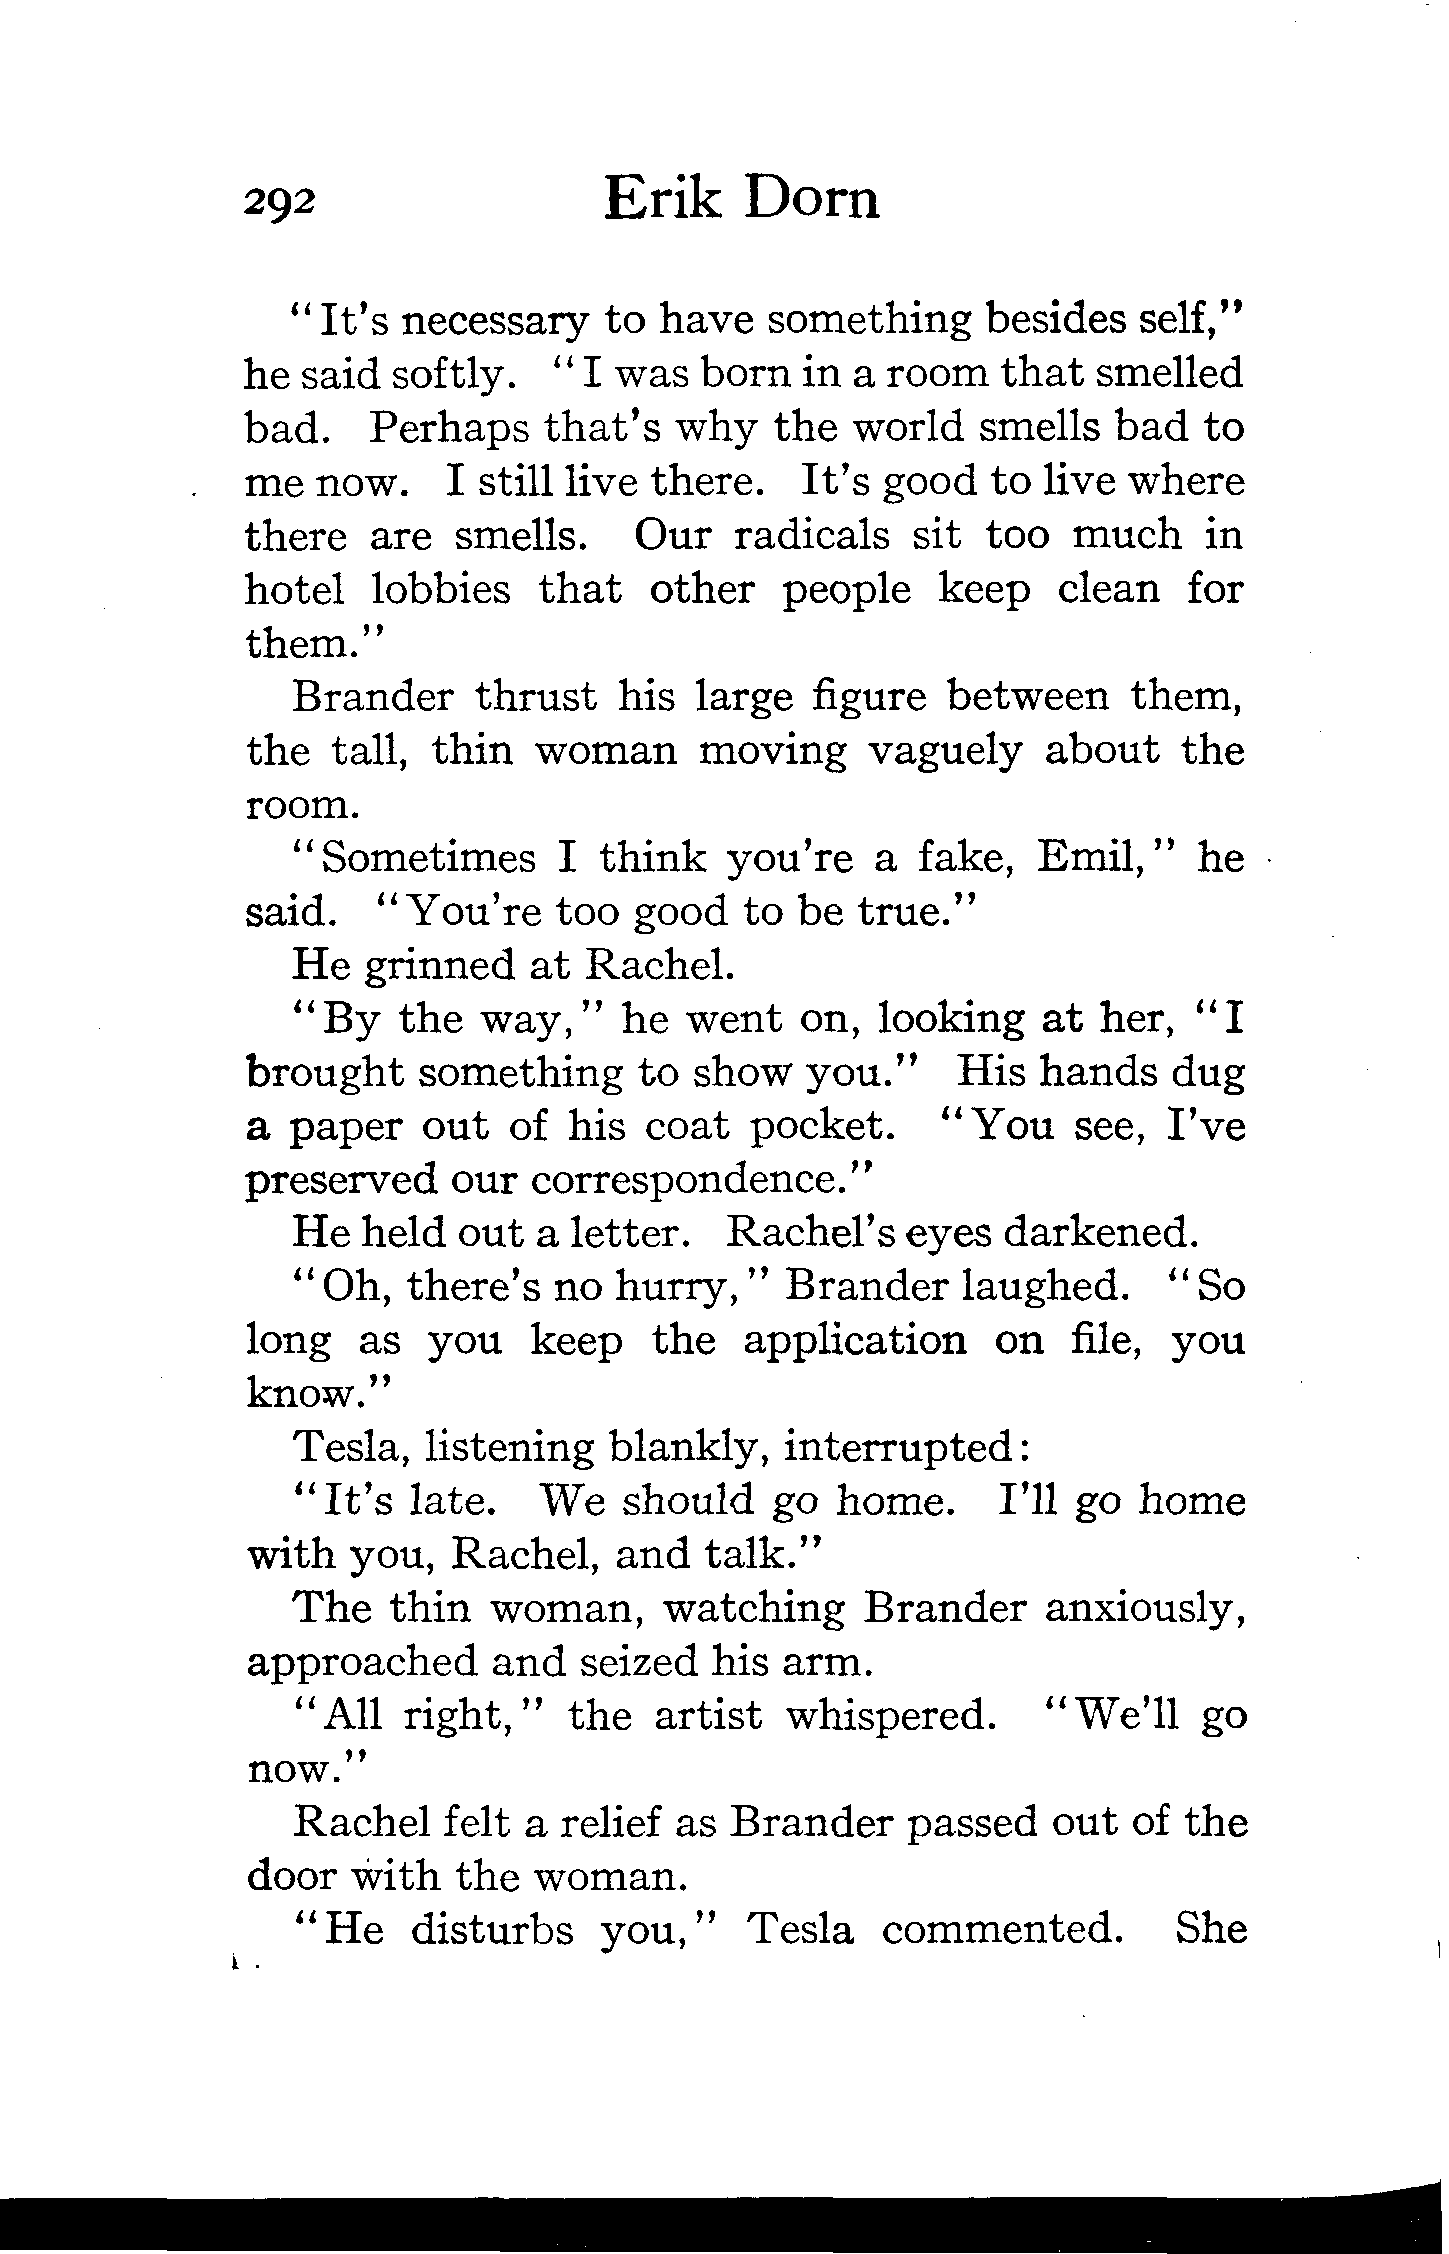 292 Erik Dorn
"It's necessary to have something besides self,"
he said softly. "I was born in a room that smelled
bad. Perhaps that's why the world smells bad to
me now. I still live there. It's good to live where
there are smells. Our radicals sit too much in
hotel lobbies that other people keep clean for
them."
Brander thrust his large figure between them,
the tall, thin woman moving vaguely about the
room.
"Sometimes I think you're a fake, Emil," he
said. "You're too good to be true."
He grinned at Rachel.
"By the way," he went on, looking at her, "I
brought something to show you." His hands dug
a paper out of his coat pocket. "You see, I've
preserved our correspondence."
He held out a letter. Rachel's eyes darkened.
"Oh, there's no hurry," Brander laughed. "So
long as you keep the application on file, you
know."
Tesla, listening blankly, interrupted:
"It's late. We should go home. I'll go home
with you, Rachel, and talk."
The thin woman, watching Brander anxiously,
approached and seized his arm.
"All right," the artist whispered. "We'll go
now."
Rachel felt a relief as Brander passed out of the
door with the woman.
"He disturbs you," Tesla commented. She